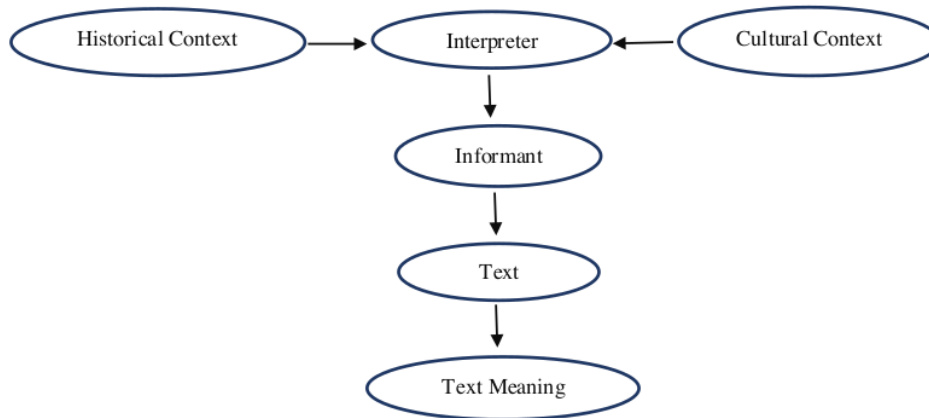 Historical Context
Interpreter
Cultural Context
Informant
Text
Text Meaning